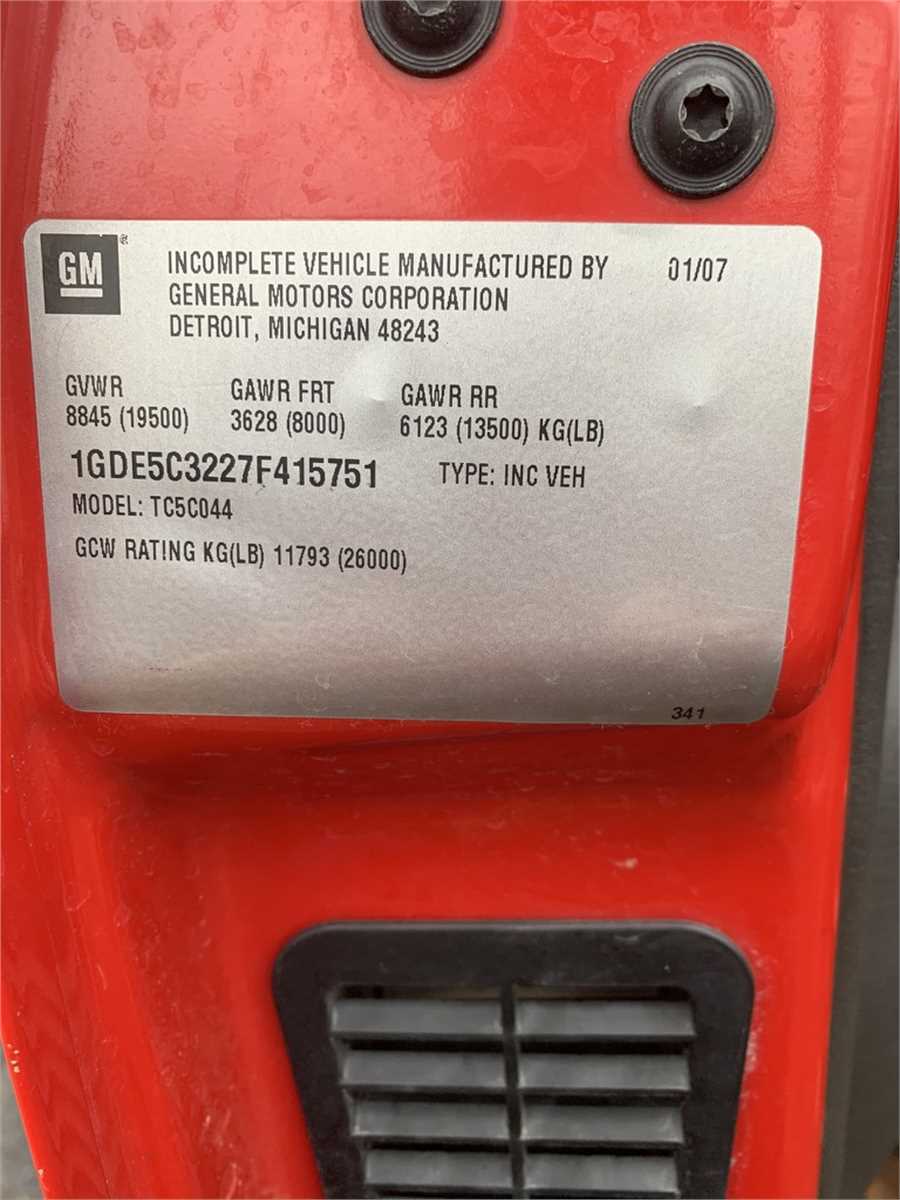 GM®
INCOMPLETE VEHICLE MANUFACTURED BY 01/07
GENERAL MOTORS CORPORATION
DETROIT, MICHIGAN 48243
GVWR GAWR FRT GAWR RR
8845 (19500) 3628 (8000) 6123 (13500) KG(LB)
1GDE5C3227F415751 TYPE: INC VEH
MODEL: TC5C044
GCW RATING KG(LB) 11793 (26000)
341